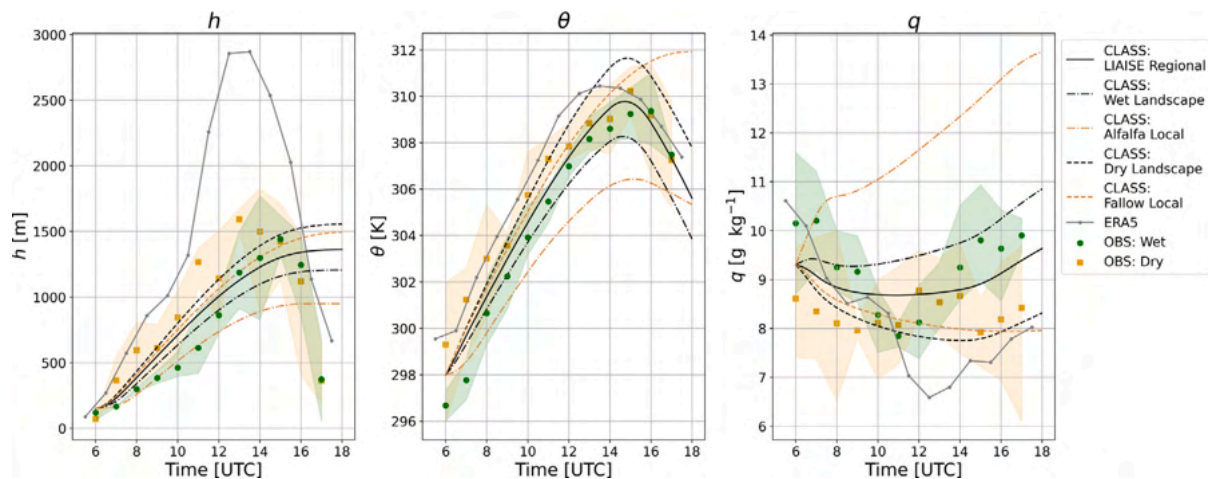 h
θ
q
3000
2500
2000
1500
1000
500
0
h [m]
6 8 10 12 14 16 18
Time [UTC]
312
310
308
306
304
302
300
298
296
θ [K]
6 8 10 12 14 16 18
Time [UTC]
14
13
12
11
10
9
8
7
6
q [g kg⁻¹]
6 8 10 12 14 16 18
Time [UTC]
CLASS:
LIAISE Regional
CLASS:
Wet Landscape
CLASS:
Alfalfa Local
CLASS:
Dry Landscape
CLASS:
Fallow Local
ERA5
OBS: Wet
OBS: Dry